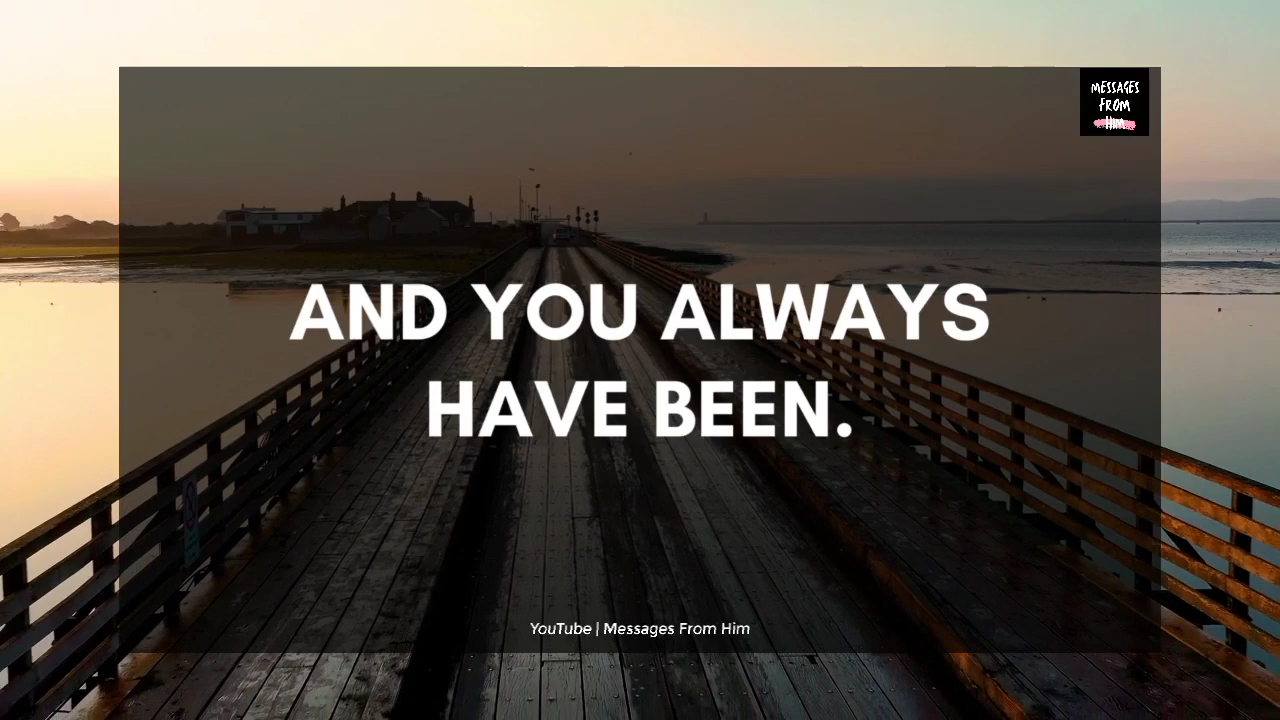 MESSAGES
FROM
Him
AND YOU ALWAYS
HAVE BEEN.
YouTube | Messages From Him